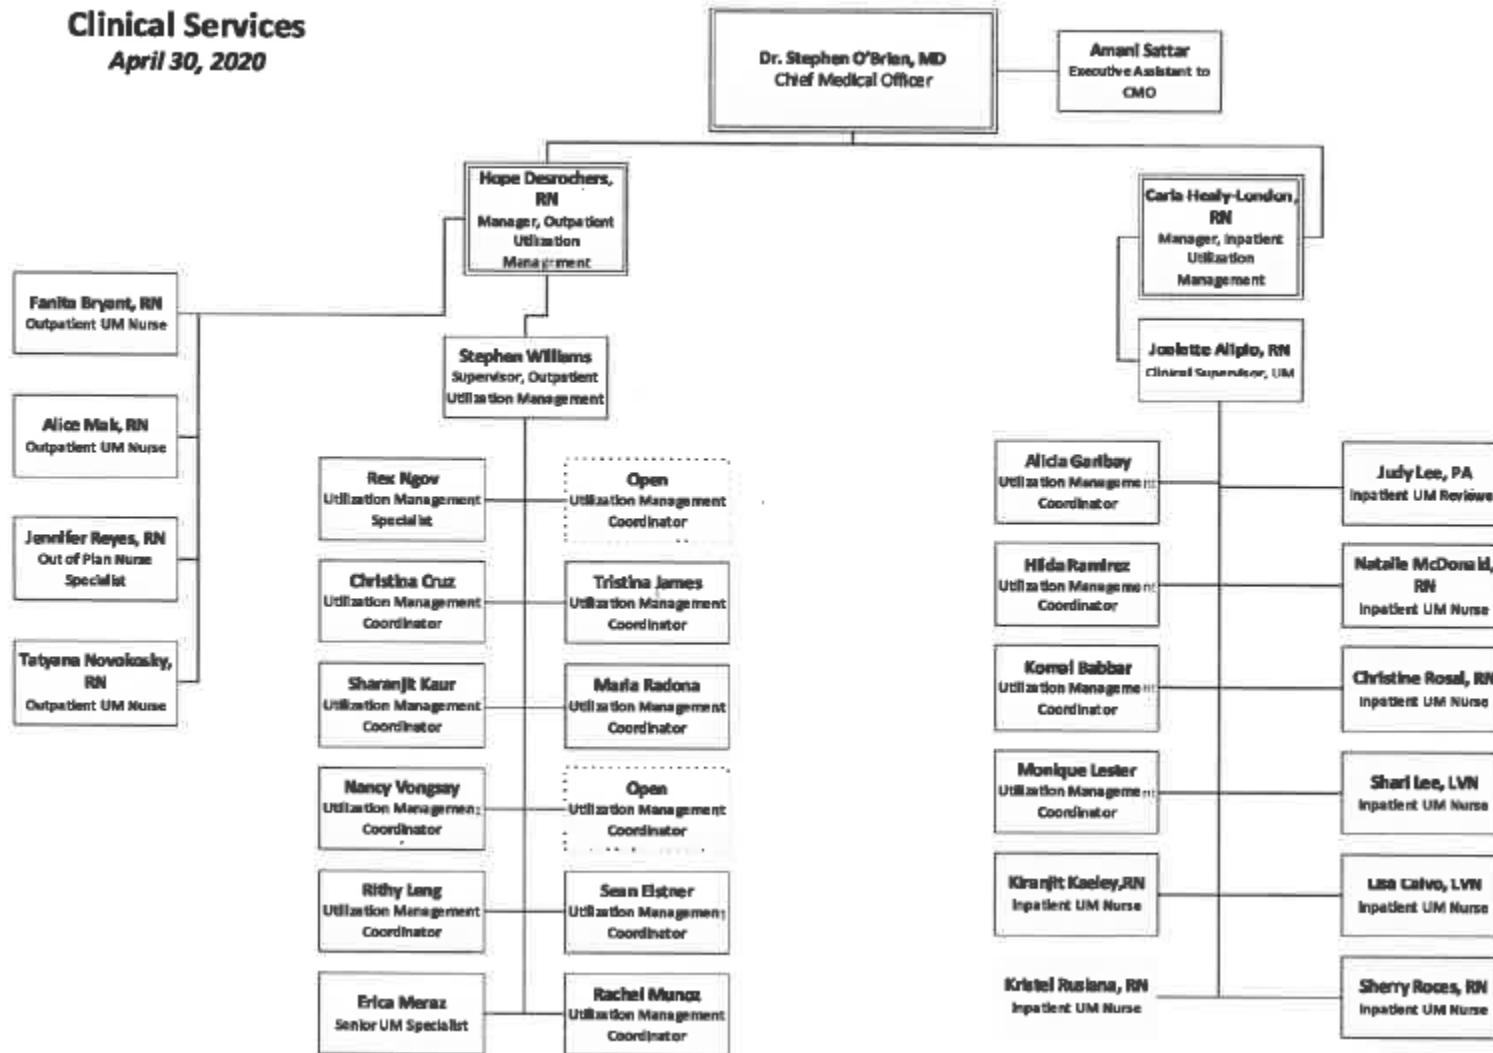 Clinical Services
April 30, 2020
Dr. Stephen O'Brien, MD
Chief Medical Officer
Amani Sattar
Executive Assistant to
CMO
Hope Desrochers,
RN
Manager, Outpatient
Utilization
Management
Carla Healy-London,
RN
Manager, Inpatient
Utilization
Management
Fanita Bryant, RN
Outpatient UM Nurse
Alice Mak, RN
Outpatient UM Nurse
Jennifer Reyes, RN
Out of Plan Nurse
Specialist
Tatyana Novokosky,
RN
Outpatient UM Nurse
Stephen Williams
Supervisor, Outpatient
Utilization Management
Rex Ngov
Utilization Management
Specialist
Open
Utilization Management
Coordinator
Christina Cruz
Utilization Management
Coordinator
Tristina James
Utilization Management
Coordinator
Sharanjit Kaur
Utilization Management
Coordinator
Maria Radona
Utilization Management
Coordinator
Nancy Vongsay
Utilization Management
Coordinator
Open
Utilization Management
Coordinator
Rithy Leng
Utilization Management
Coordinator
Sean Elstner
Utilization Management
Coordinator
Erica Meraz
Senior UM Specialist
Rachel Munoz
Utilization Management
Coordinator
Joelette Alipio, RN
Clinical Supervisor, UM
Alicia Garibay
Utilization Management
Coordinator
Judy Lee, PA
Inpatient UM Reviewe
Hilda Ramirez
Utilization Management
Coordinator
Natalie McDonald,
RN
Inpatient UM Nurse
Komal Babbar
Utilization Management
Coordinator
Christine Rosal, RN
Inpatient UM Nurse
Monique Lester
Utilization Management
Coordinator
Shari Lee, LVN
Inpatient UM Nurse
Kiranjit Kaeley,RN
Inpatient UM Nurse
Lisa Calvo, LVN
Inpatient UM Nurse
Kristel Rusiana, RN
Inpatient UM Nurse
Sherry Roces, RN
Inpatient UM Nurse